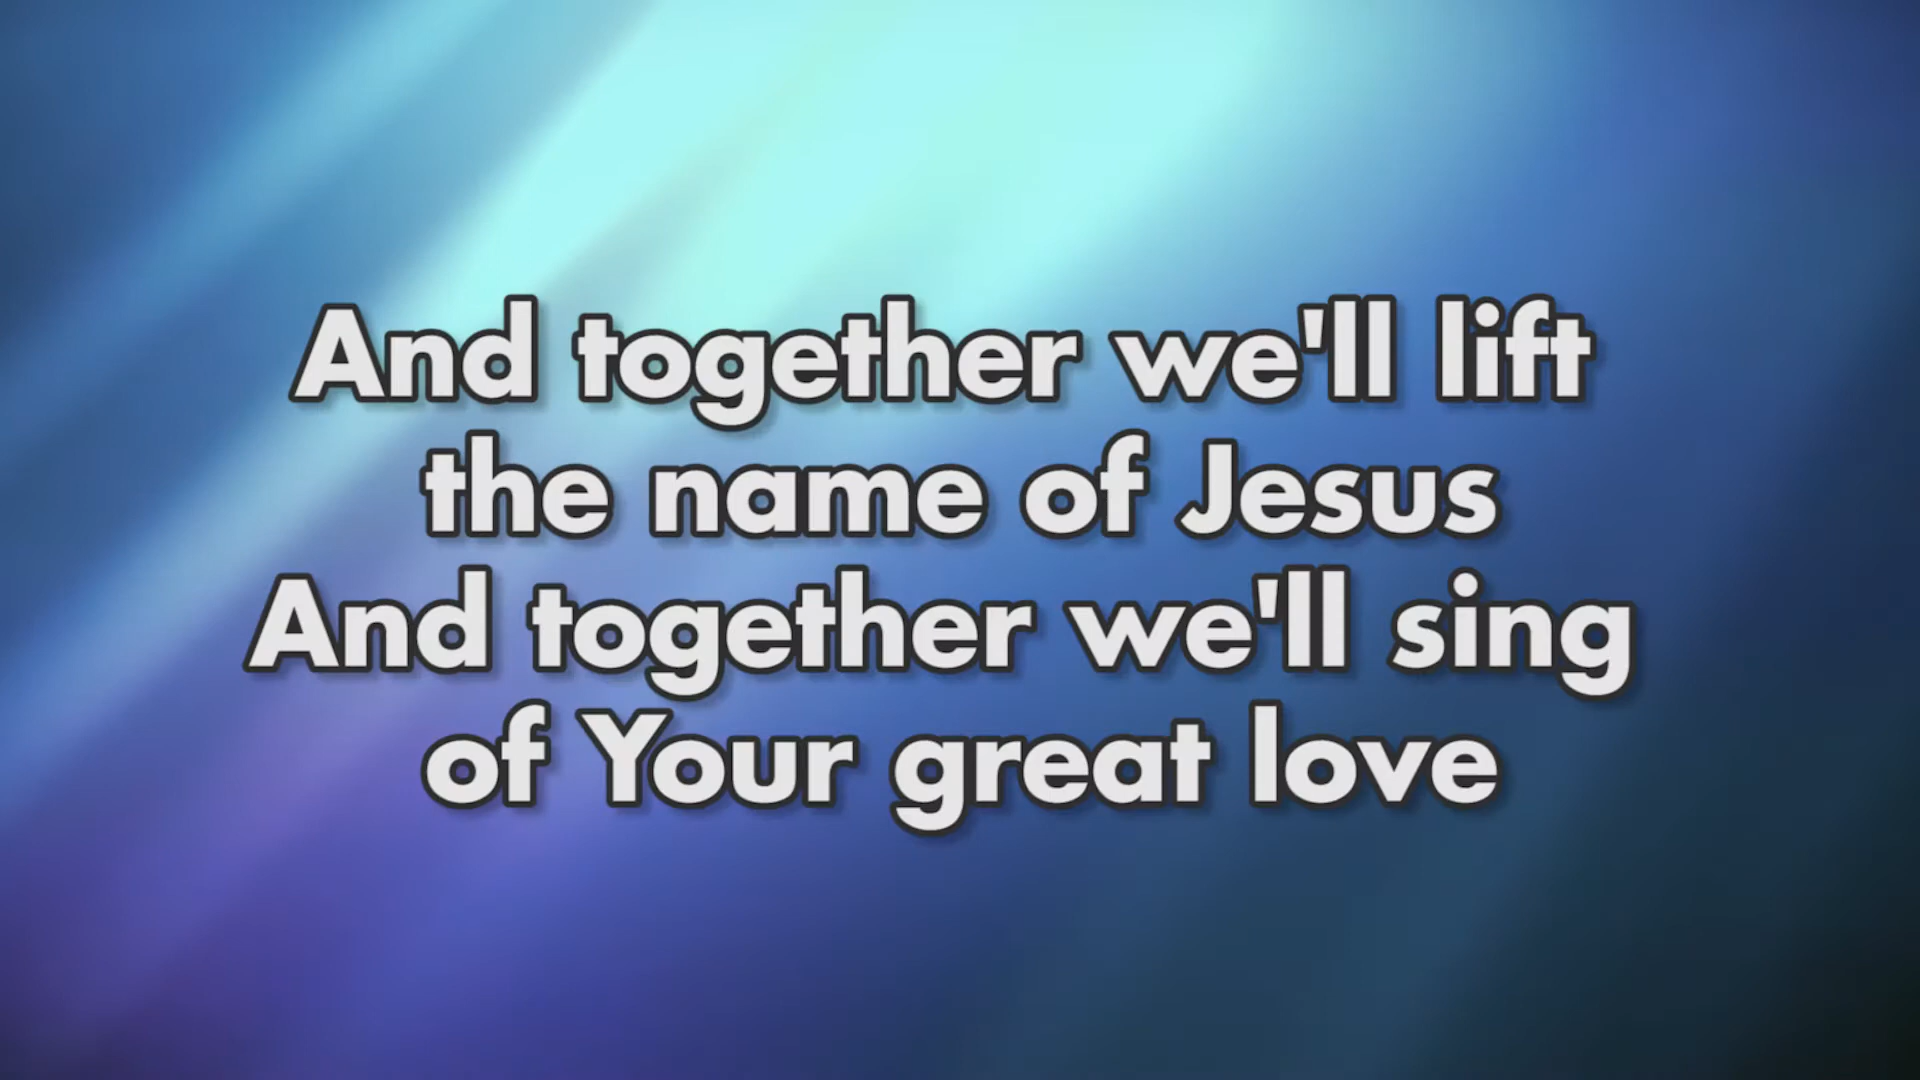 And together we'll lift
the name of Jesus
And together we'll sing
of Your great love